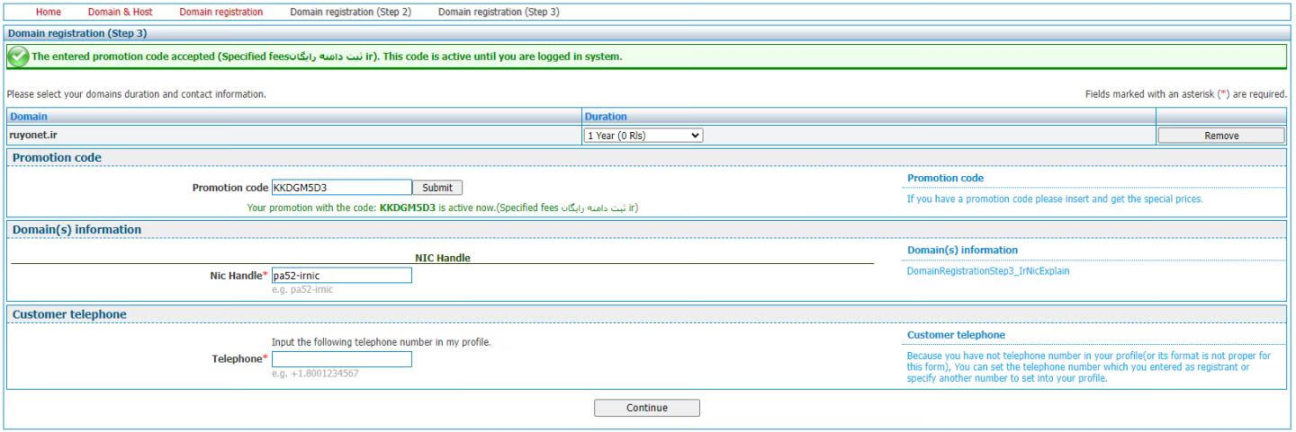 Home Domain & Host Domain registration Domain registration (Step 2) Domain registration (Step 3)
Domain registration (Step 3)
The entered promotion code accepted (Specified feesثبت دامنه رایگان ir). This code is active until you are logged in system.
Please select your domains duration and contact information. Fields marked with an asterisk (*) are required.
Domain Duration
ruyonet.ir 1 Year (0 Rls) Remove
Promotion code
Promotion code KKDGM5D3 Submit
Your promotion with the code: KKDGM5D3 is active now.(Specified fees ثبت دامنه رایگان ir)
Promotion code
If you have a promotion code please insert and get the special prices.
Domain(s) information
NIC Handle
Nic Handle* pa52-irnic
e.g. pa52-irnic
Domain(s) information
DomainRegistrationStep3_IrNicExplain
Customer telephone
Input the following telephone number in my profile.
Telephone*
e.g. +1.8001234567
Customer telephone
Because you have not telephone number in your profile(or its format is not proper for
this form), You can set the telephone number which you entered as registrant or
specify another number to set into your profile.
Continue